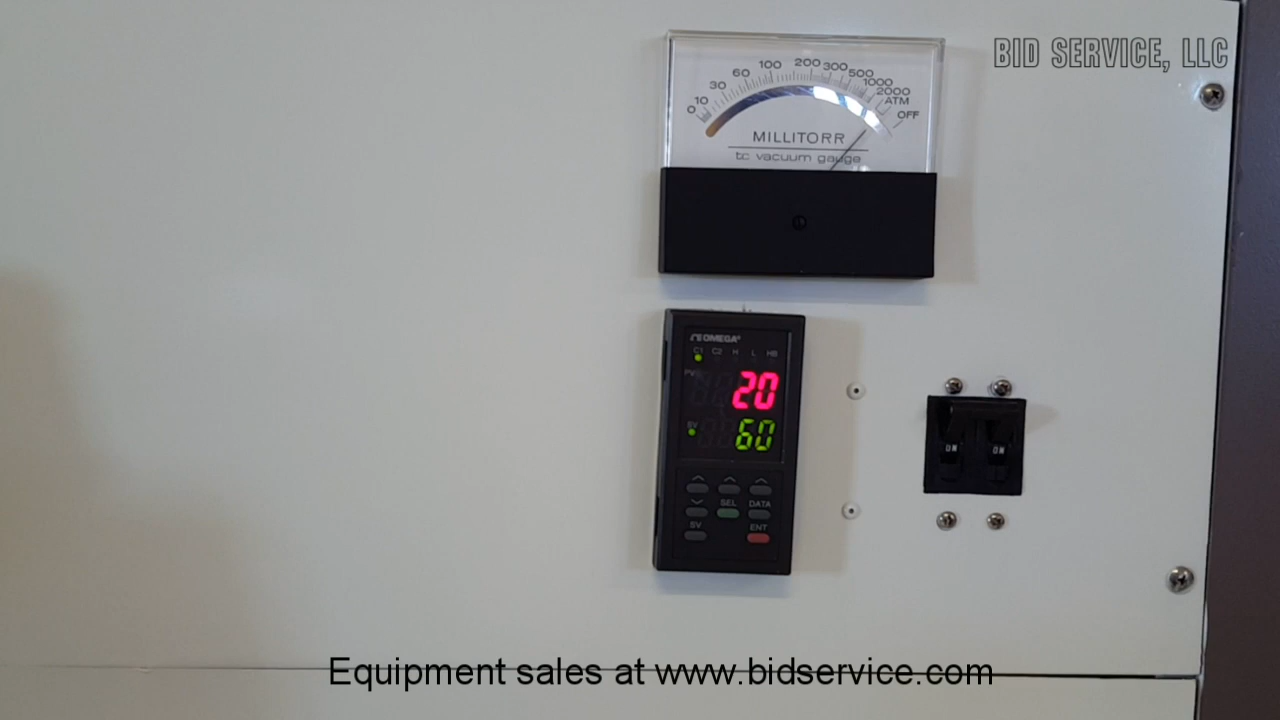 BID SERVICE, LLC
0 10 30 60 100 200 300 500 1000 2000 ATM OFF
MILLITORR
tc vacuum gauge
OMEGA
C1 C2 H L HB
PV 20
SV 60
SEL DATA
SV ENT
ON ON
Equipment sales at www.bidservice.com